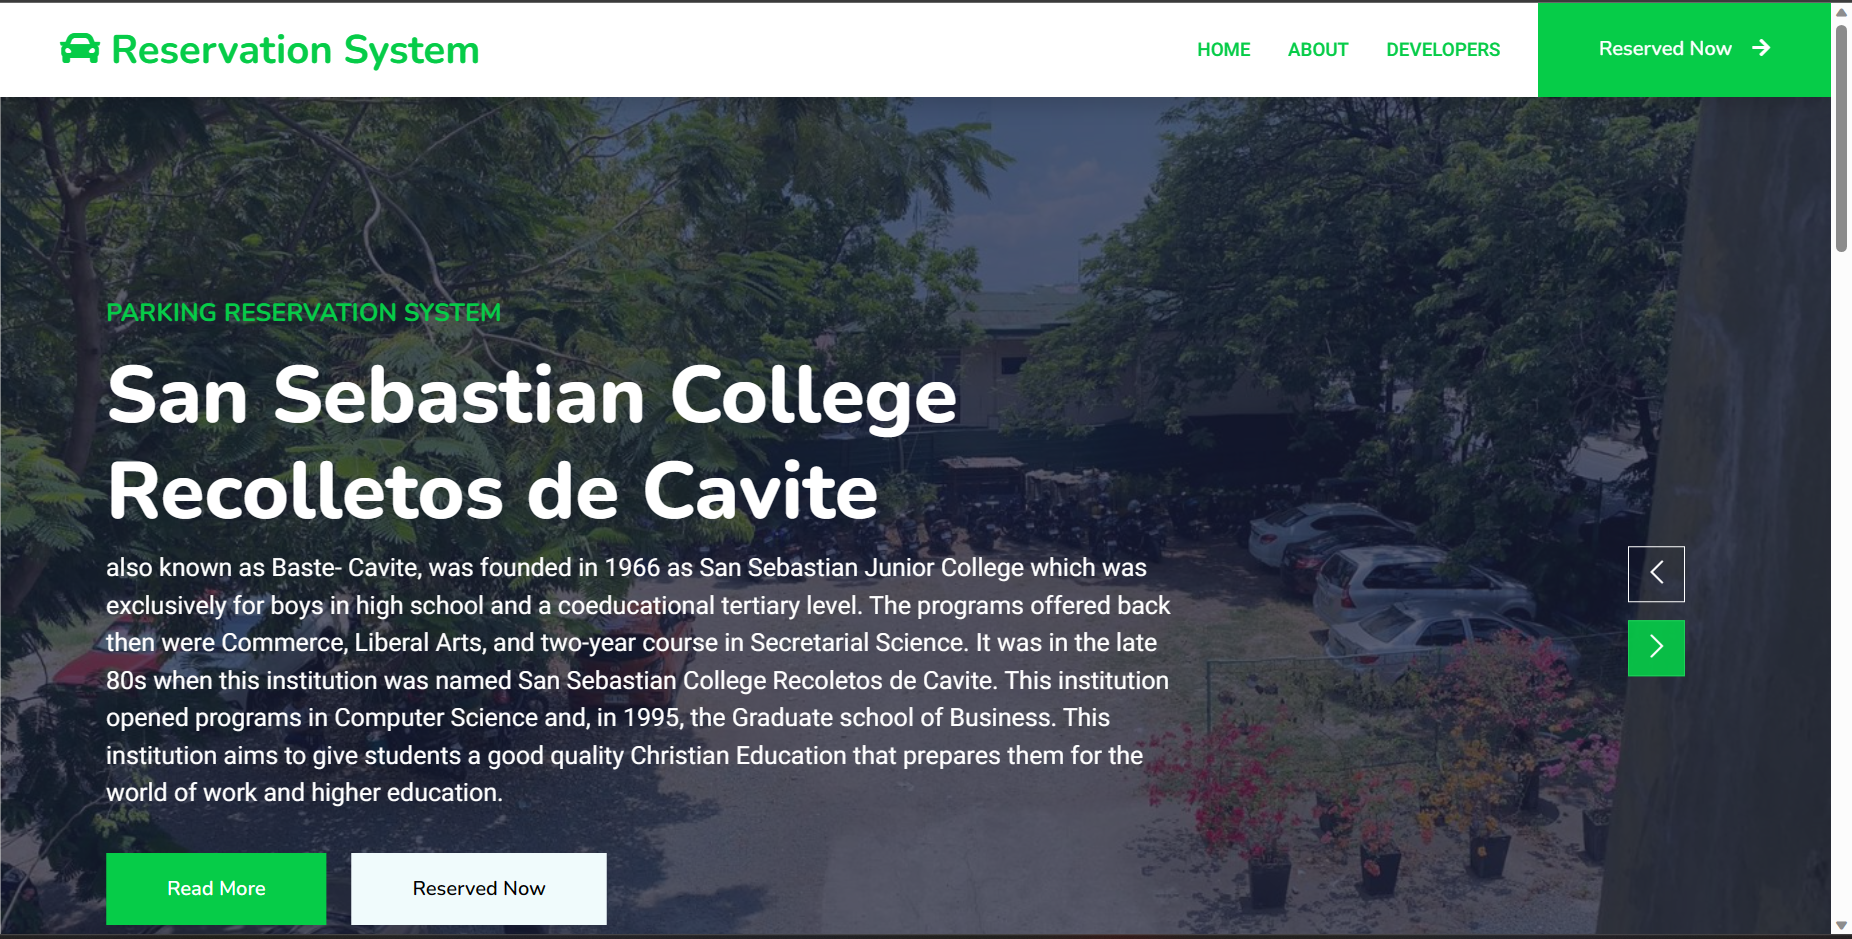 Reservation System
HOME ABOUT DEVELOPERS Reserved Now
PARKING RESERVATION SYSTEM
San Sebastian College
Recolletos de Cavite
also known as Baste- Cavite, was founded in 1966 as San Sebastian Junior College which was
exclusively for boys in high school and a coeducational tertiary level. The programs offered back
then were Commerce, Liberal Arts, and two-year course in Secretarial Science. It was in the late
80s when this institution was named San Sebastian College Recoletos de Cavite. This institution
opened programs in Computer Science and, in 1995, the Graduate school of Business. This
institution aims to give students a good quality Christian Education that prepares them for the
world of work and higher education.
Read More Reserved Now